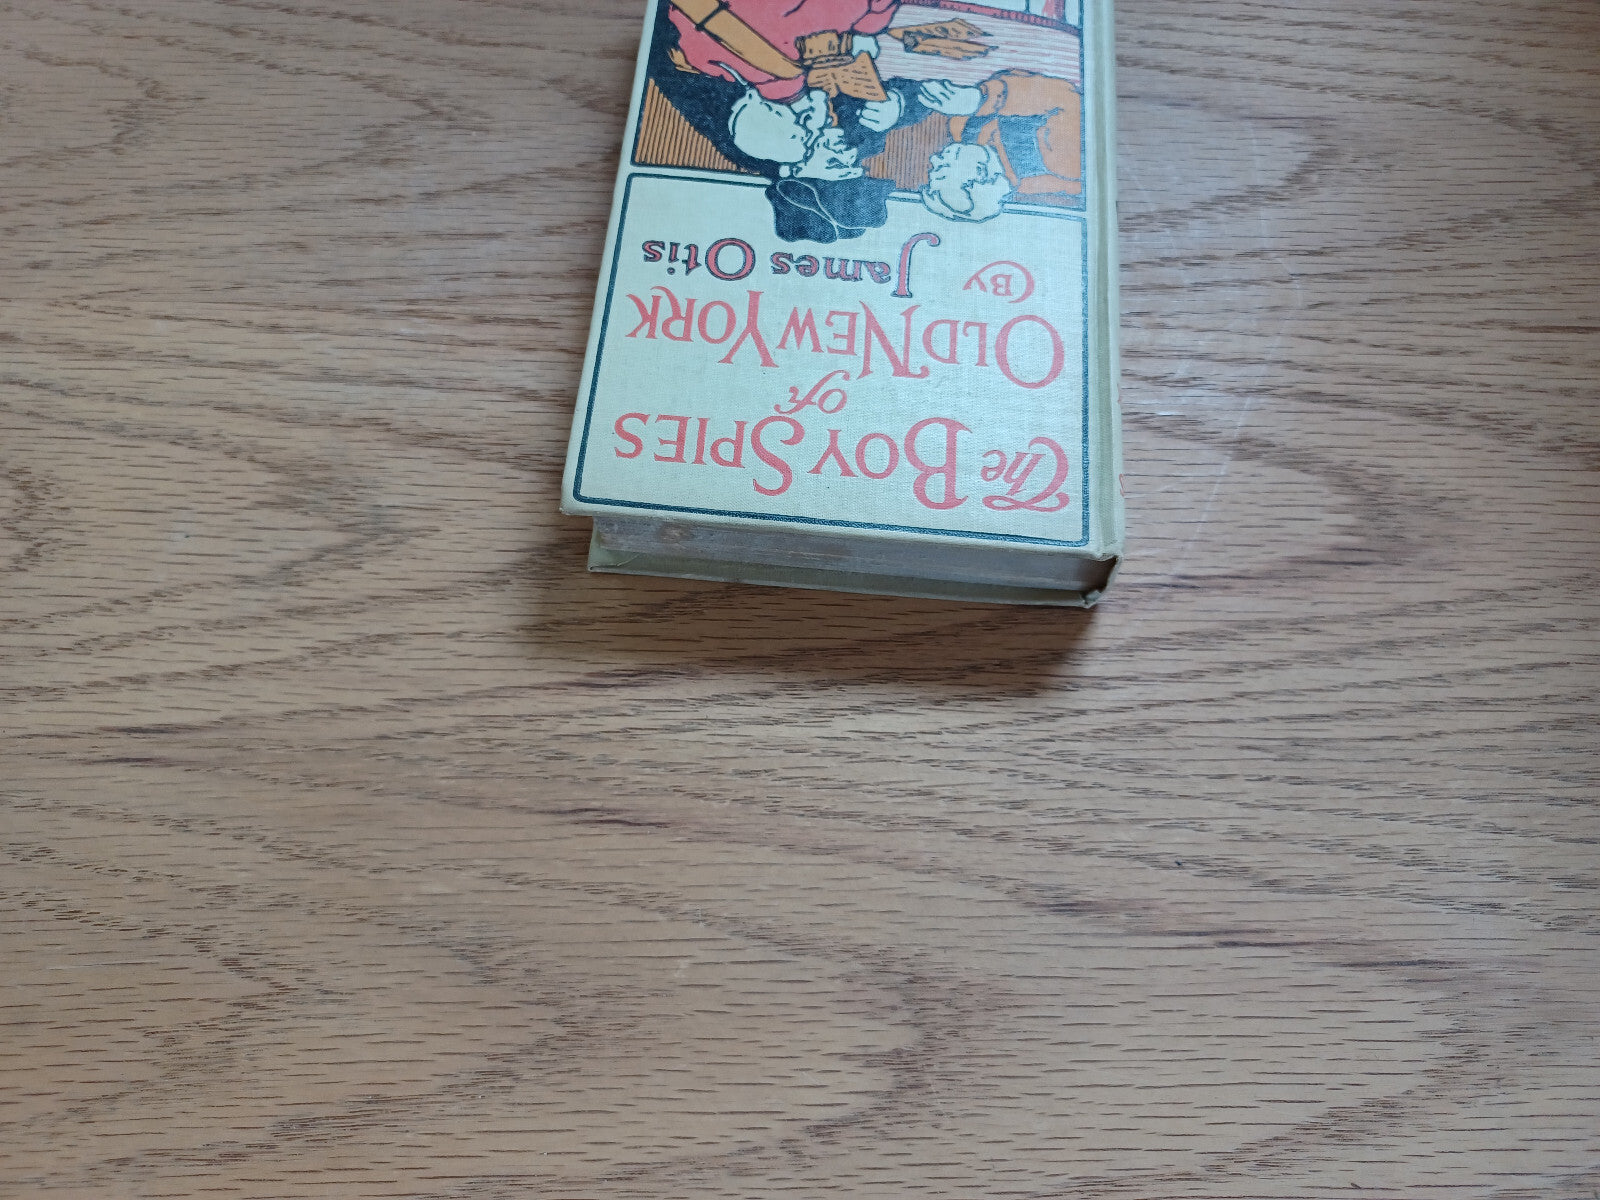 The BOY SPIES
of
OLD NEW YORK
BY James Otis